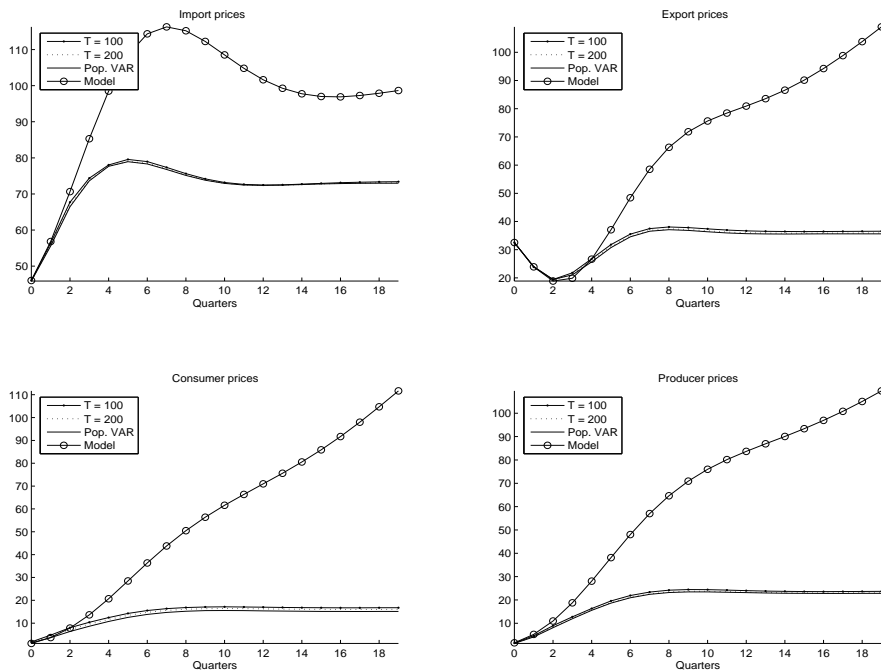 Import prices
110
100
90
80
70
60
50
0 2 4 6 8 10 12 14 16 18
Quarters
T = 100
T = 200
Pop. VAR
Model
Export prices
100
90
80
70
60
50
40
30
20
0 2 4 6 8 10 12 14 16 18
Quarters
T = 100
T = 200
Pop. VAR
Model
Consumer prices
110
100
90
80
70
60
50
40
30
20
10
0 2 4 6 8 10 12 14 16 18
Quarters
T = 100
T = 200
Pop. VAR
Model
Producer prices
100
90
80
70
60
50
40
30
20
10
0 2 4 6 8 10 12 14 16 18
Quarters
T = 100
T = 200
Pop. VAR
Model